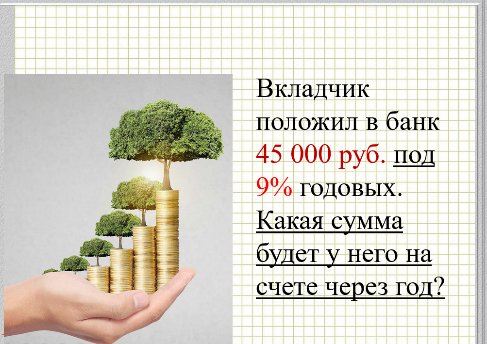 Вкладчик
положил в банк
45 000 руб. под
9% годовых.
Какая сумма
будет у него на
счете через год?